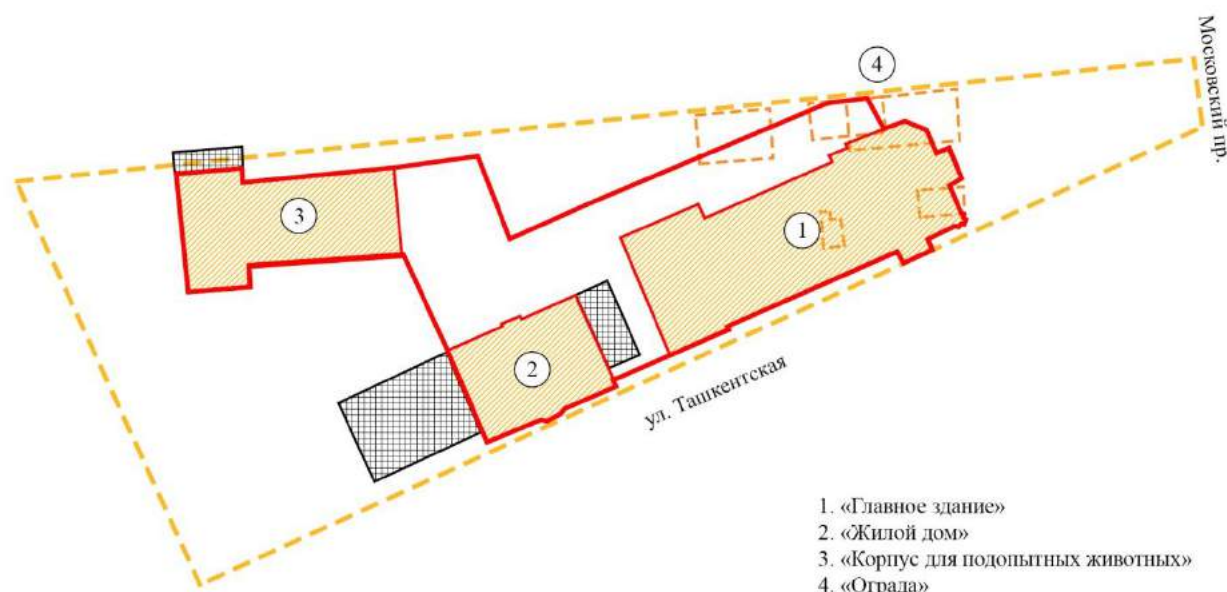 Московский пр.
4
3
1
2
ул. Ташкентская
1. «Главное здание»
2. «Жилой дом»
3. «Корпус для подопытных животных»
4. «Ограда»